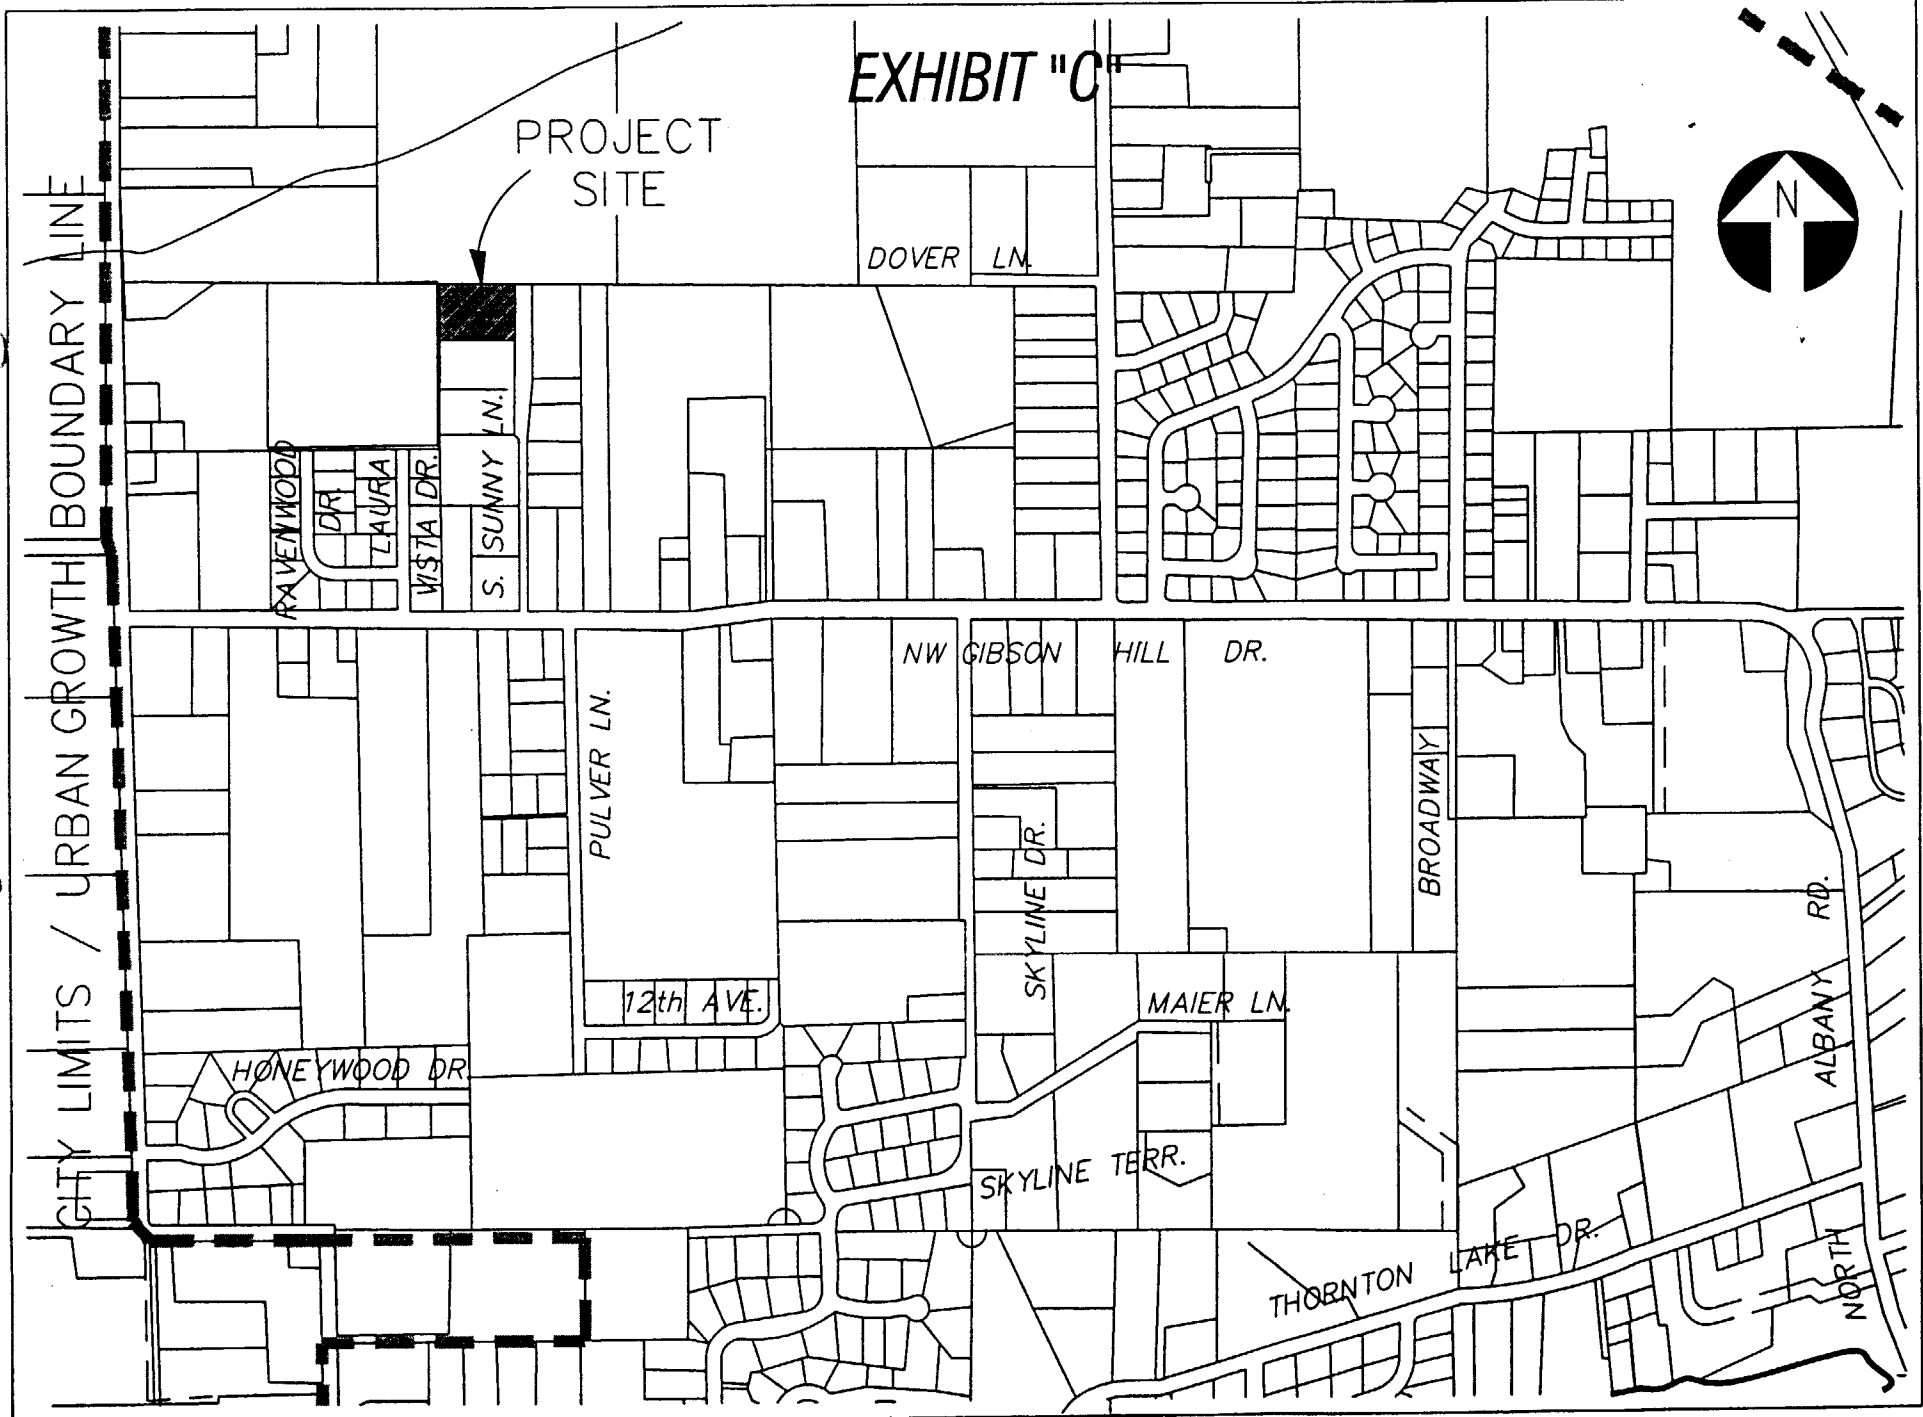 EXHIBIT "C"
PROJECT
SITE
N
DOVER LN.
CITY LIMITS / URBAN GROWTH BOUNDARY LINE
RAVENWOOD
DR.
LAURA
VISTA DR.
S. SUNNY LN.
NW GIBSON HILL DR.
PULVER LN.
SKYLINE DR.
BROADWAY
12th AVE.
MAIER LN.
HONEYWOOD DR.
SKYLINE TERR.
THORNTON LAKE DR.
NORTH ALBANY RD.